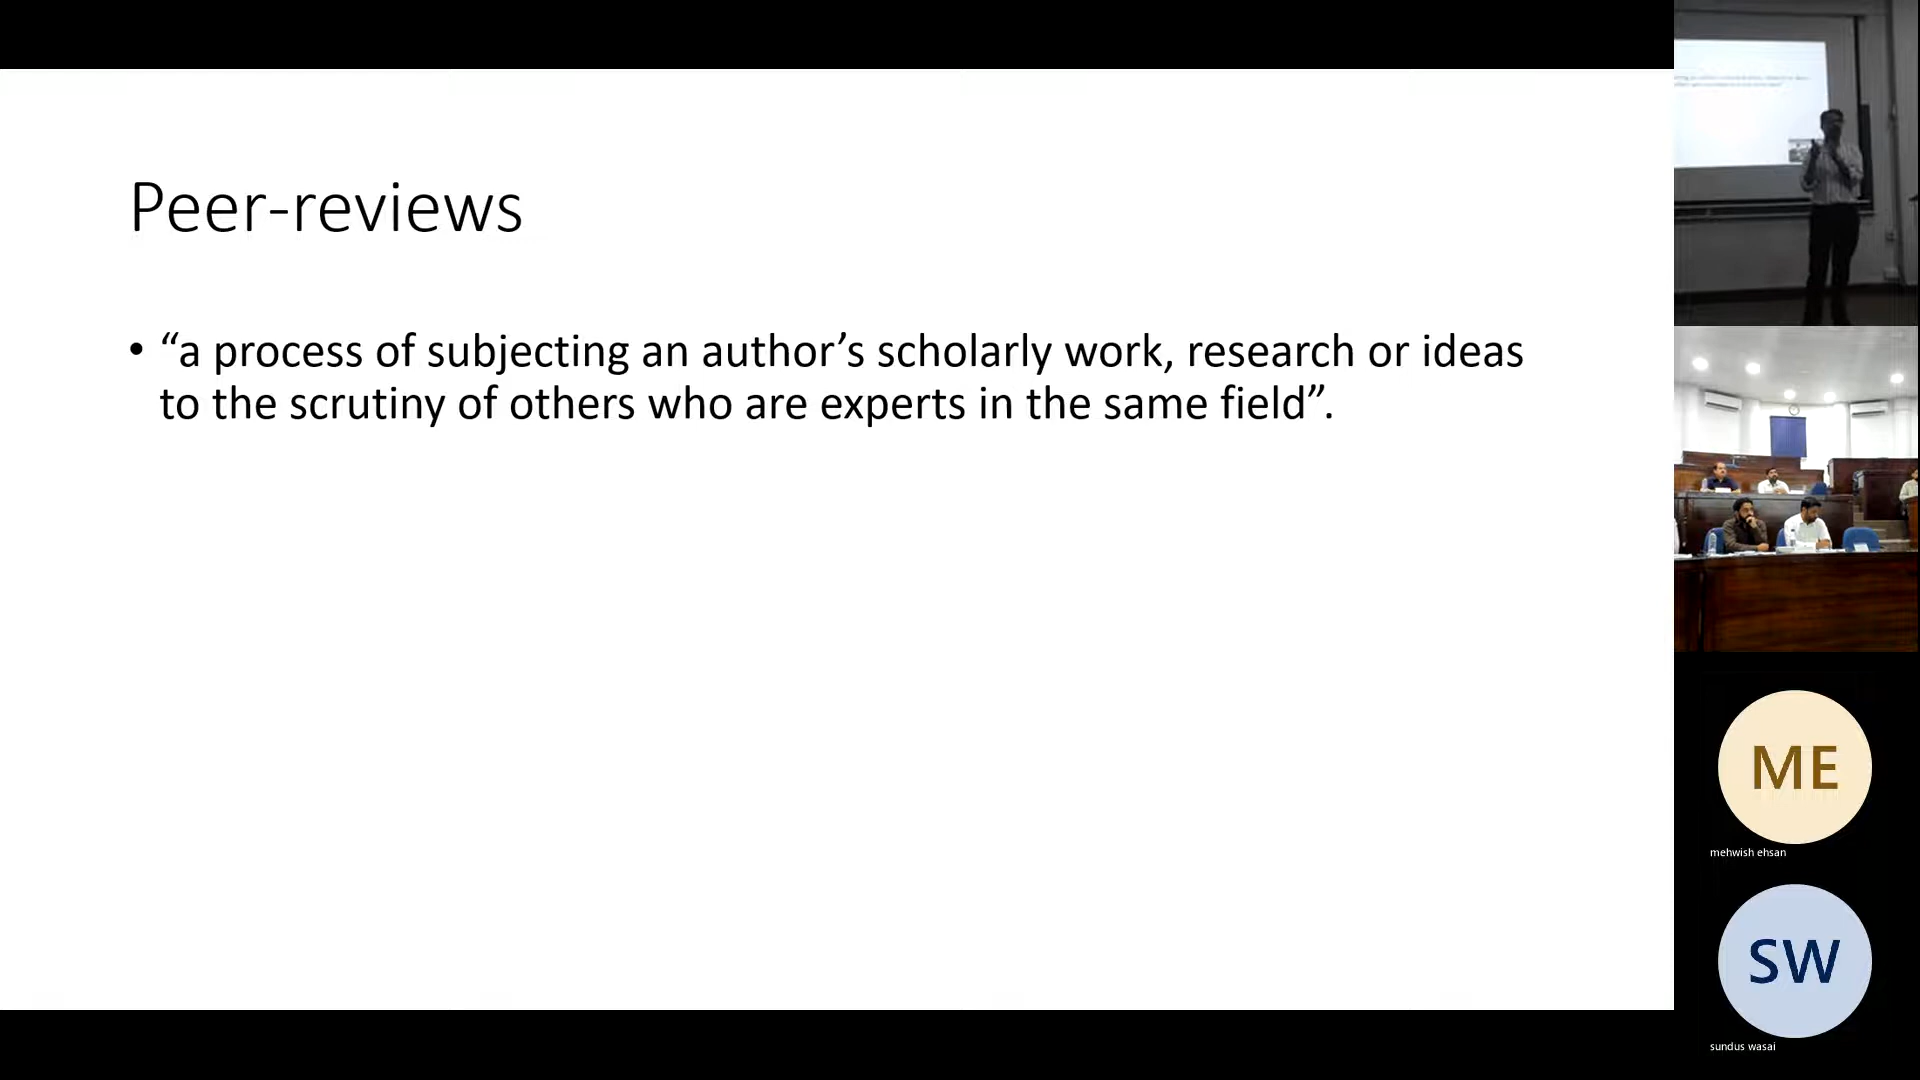 Peer-reviews
• “a process of subjecting an author’s scholarly work, research or ideas
to the scrutiny of others who are experts in the same field”.
ME
mehwish ehsan
SW
sundus wasai